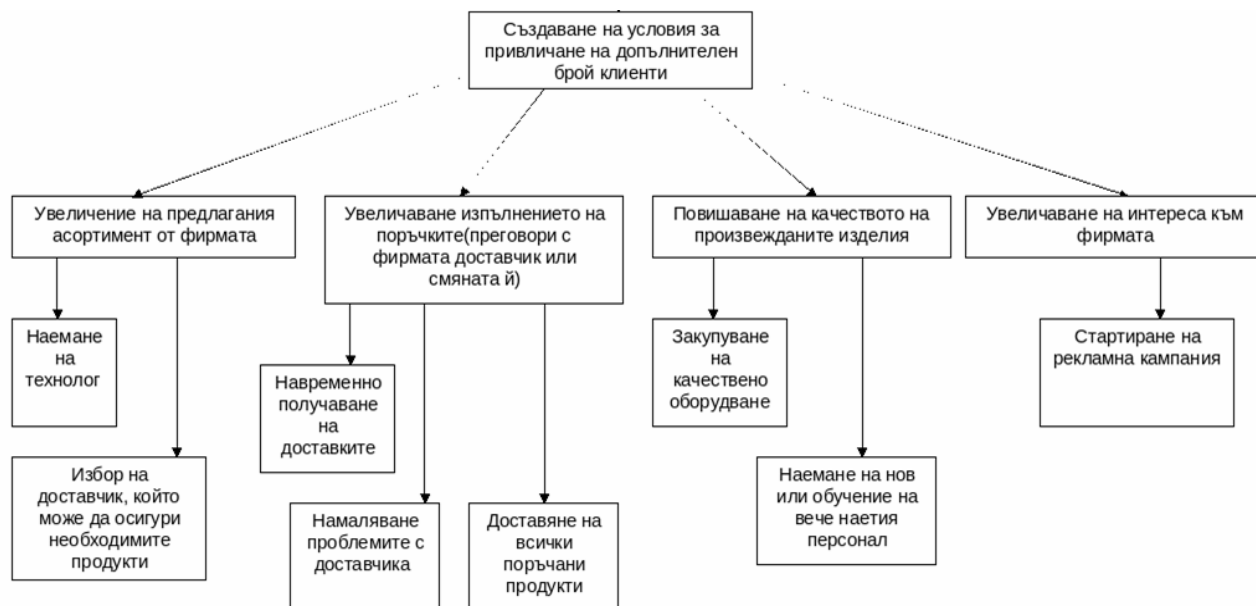 Създаване на условия за
привличане на допълнителен
брой клиенти
Увеличение на предлагания
асортимент от фирмата
Увеличаване изпълнението на
поръчките(преговори с
фирмата доставчик или
смяната й)
Повишаване на качеството на
произвежданите изделия
Увеличаване на интереса към
фирмата
Наемане
на
технолог
Избор на
доставчик, който
може да осигури
необходимите
продукти
Навременно
получаване
на
доставките
Намаляване
проблемите с
доставчика
Доставяне на
всички
поръчани
продукти
Закупуване
на
качествено
оборудване
Наемане на нов
или обучение на
вече наетия
персонал
Стартиране на
рекламна кампания